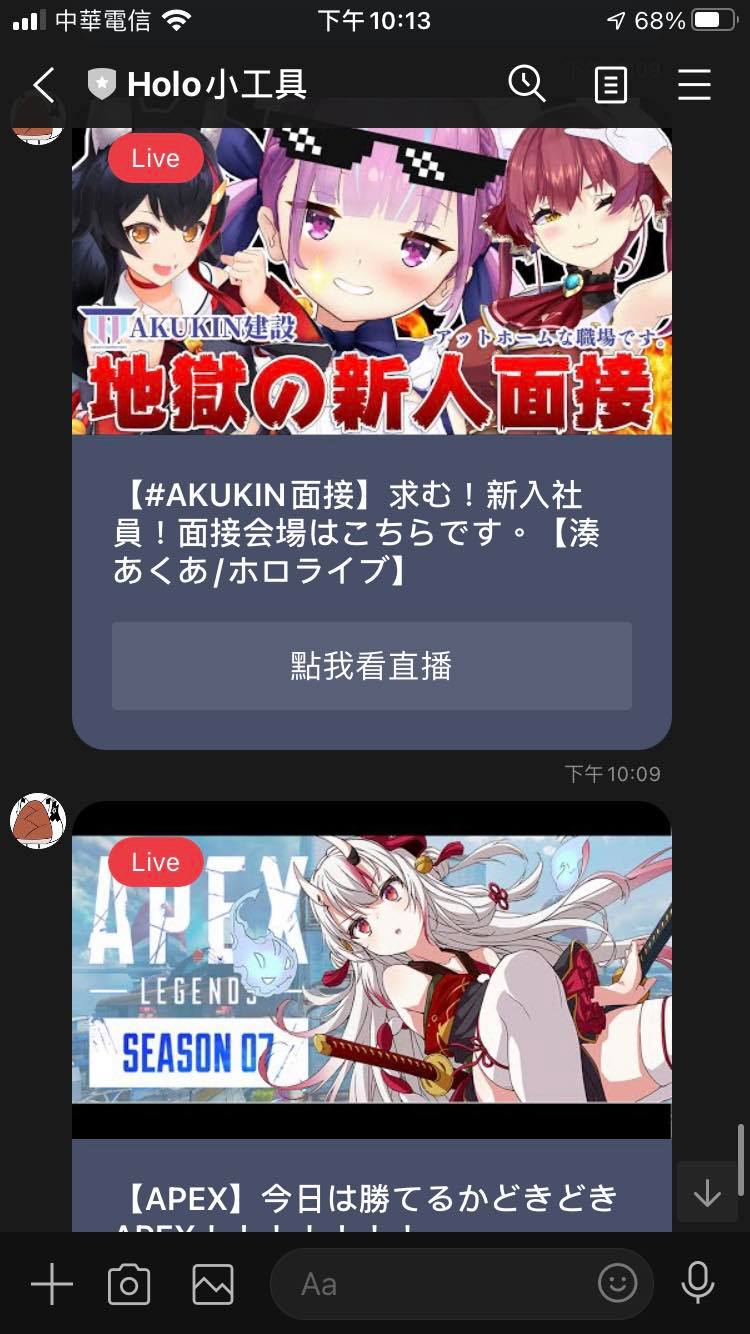 中華電信
下午10:13
68%
Holo小工具
Live
AKUKIN建設
アットホームな職場です。
地獄の新人面接
【#AKUKIN面接】求む！新入社
員！面接会場はこちらです。【湊
あくあ/ホロライブ】
點我看直播
下午10:09
Live
APEX
LEGENDS
SEASON 07
【APEX】今日は勝てるかどきどき
APEX！！！！！！！
Aa